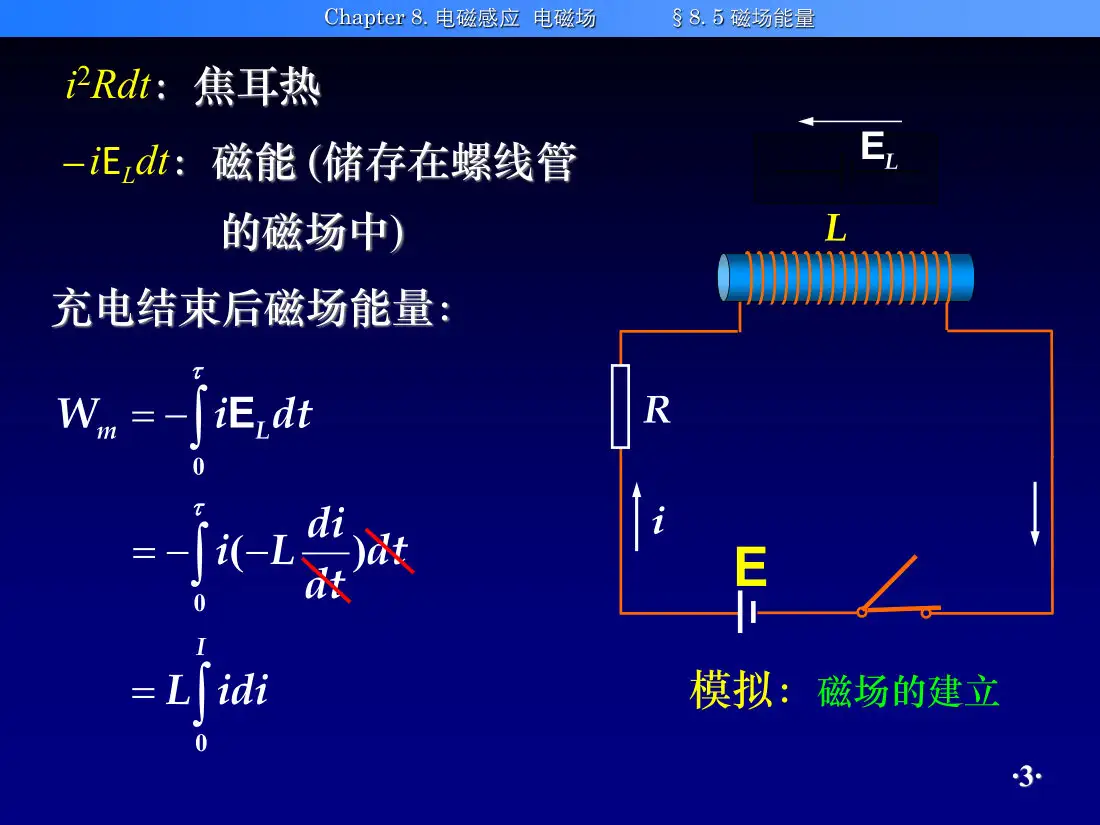 Chapter 8. 电磁感应 电磁场 §8. 5 磁场能量
i²Rdt：焦耳热
−iE_L dt：磁能 (储存在螺线管
的磁场中)
充电结束后磁场能量：
W_m = −∫₀^τ iE_L dt
= −∫₀^τ i(−L di/dt)dt
= L∫₀^I idi
E_L
L
R
i
E
模拟：磁场的建立
·3·